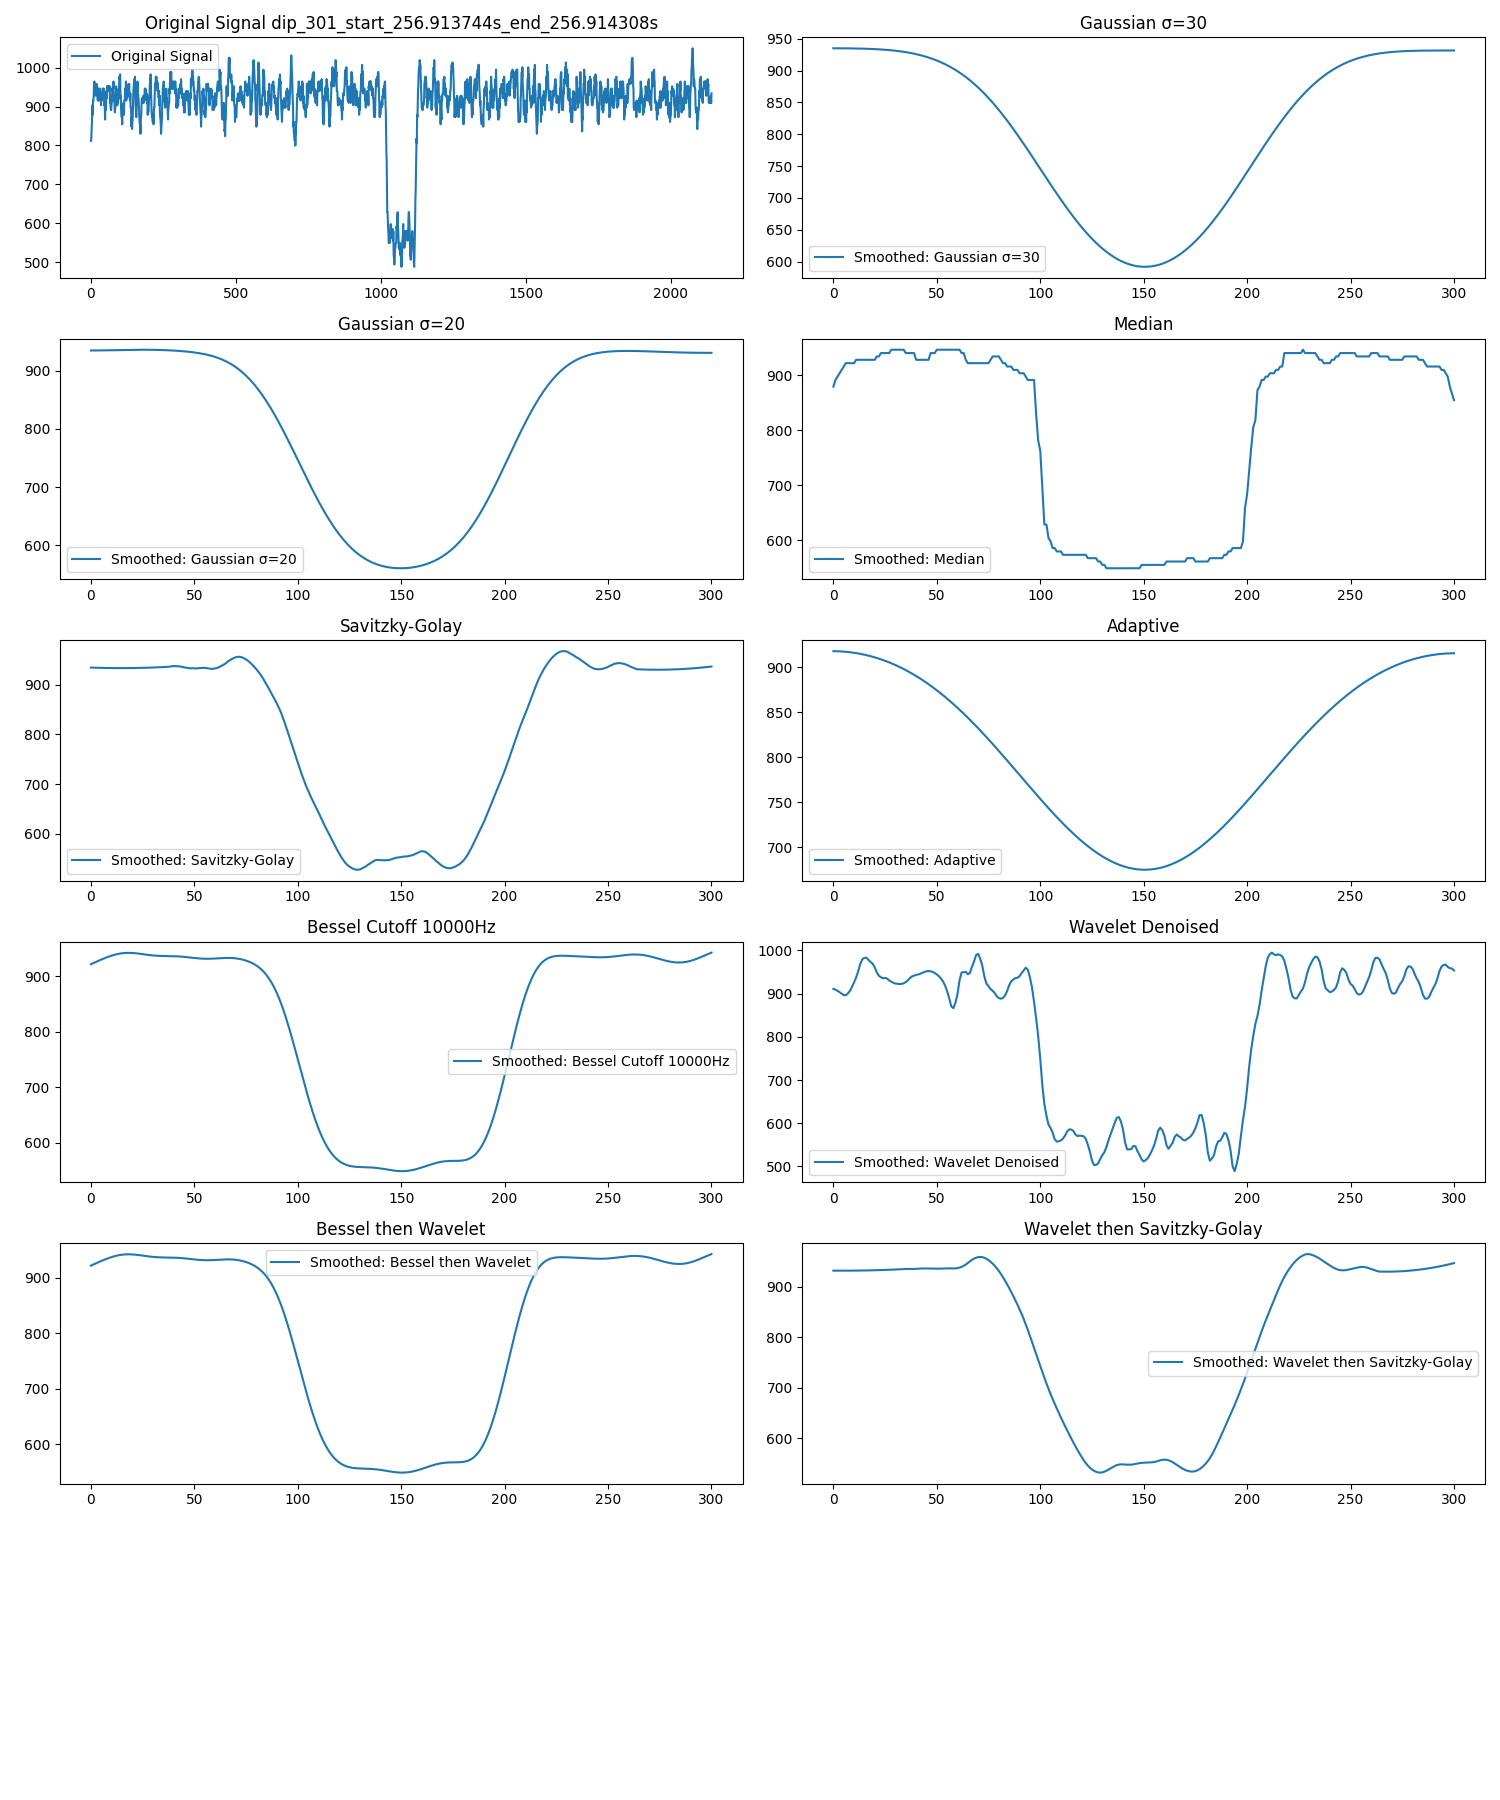 Original Signal dip_301_start_256.913744s_end_256.914308s
Original Signal
1000
900
800
700
600
500
0 500 1000 1500 2000
Gaussian σ=30
950
900
850
800
750
700
650
600
Smoothed: Gaussian σ=30
0 50 100 150 200 250 300
Gaussian σ=20
900
800
700
600
Smoothed: Gaussian σ=20
0 50 100 150 200 250 300
Median
900
800
700
600
Smoothed: Median
0 50 100 150 200 250 300
Savitzky-Golay
900
800
700
600
Smoothed: Savitzky-Golay
0 50 100 150 200 250 300
Adaptive
900
850
800
750
700
Smoothed: Adaptive
0 50 100 150 200 250 300
Bessel Cutoff 10000Hz
900
800
700
600
Smoothed: Bessel Cutoff 10000Hz
0 50 100 150 200 250 300
Wavelet Denoised
1000
900
800
700
600
500
Smoothed: Wavelet Denoised
0 50 100 150 200 250 300
Bessel then Wavelet
Smoothed: Bessel then Wavelet
900
800
700
600
0 50 100 150 200 250 300
Wavelet then Savitzky-Golay
900
800
700
600
Smoothed: Wavelet then Savitzky-Golay
0 50 100 150 200 250 300